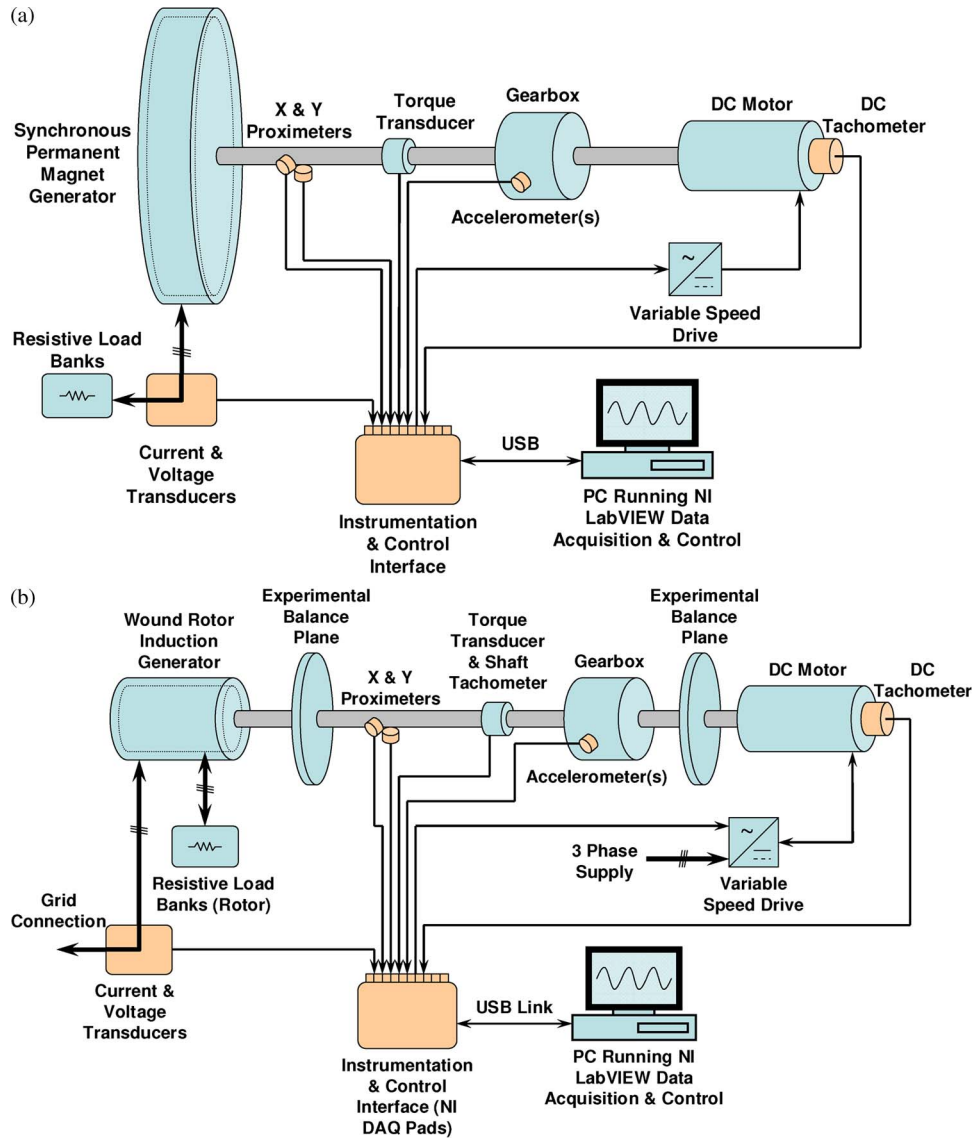 (a)
X & Y
Proximeters
Torque
Transducer
Gearbox
DC Motor
DC
Tachometer
Synchronous
Permanent
Magnet
Generator
Accelerometer(s)
~
Variable Speed
Drive
Resistive Load
Banks
Current &
Voltage
Transducers
USB
Instrumentation
& Control
Interface
PC Running NI
LabVIEW Data
Acquisition & Control
(b)
Wound Rotor
Induction
Generator
Experimental
Balance
Plane
X & Y
Proximeters
Torque
Transducer
& Shaft
Tachometer
Gearbox
Experimental
Balance
Plane
DC Motor
DC
Tachometer
Accelerometer(s)
~
3 Phase
Supply
Variable
Speed Drive
Resistive Load
Banks (Rotor)
Grid
Connection
Current &
Voltage
Transducers
USB Link
Instrumentation
& Control
Interface (NI
DAQ Pads)
PC Running NI
LabVIEW Data
Acquisition & Control